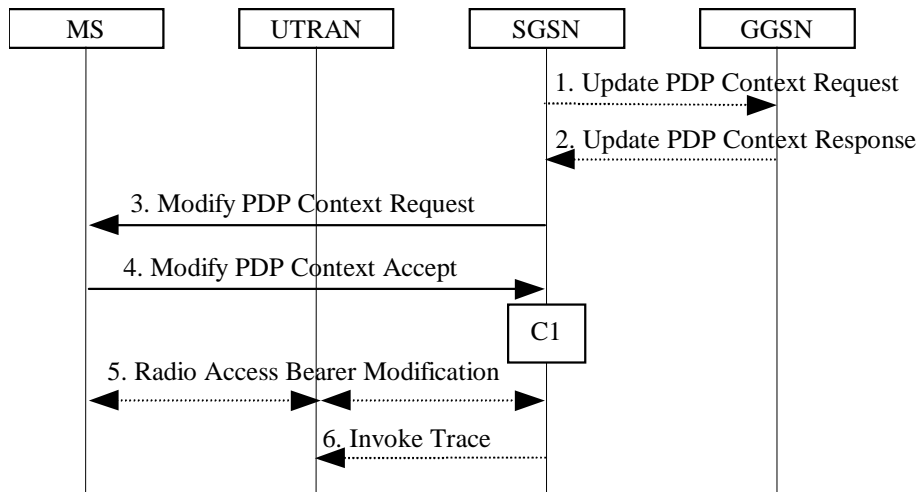 MS
UTRAN
SGSN
GGSN
1. Update PDP Context Request
2. Update PDP Context Response
3. Modify PDP Context Request
4. Modify PDP Context Accept
C1
5. Radio Access Bearer Modification
6. Invoke Trace